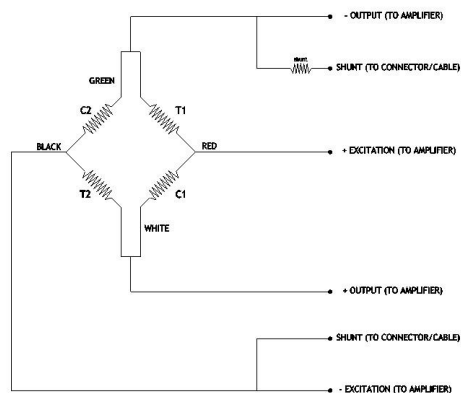 - OUTPUT (TO AMPLIFIER)
SHUNT
SHUNT (TO CONNECTOR/CABLE)
GREEN
C2
T1
BLACK
RED
+ EXCITATION (TO AMPLIFIER)
T2
C1
WHITE
+ OUTPUT (TO AMPLIFIER)
SHUNT (TO CONNECTOR/CABLE)
- EXCITATION (TO AMPLIFIER)